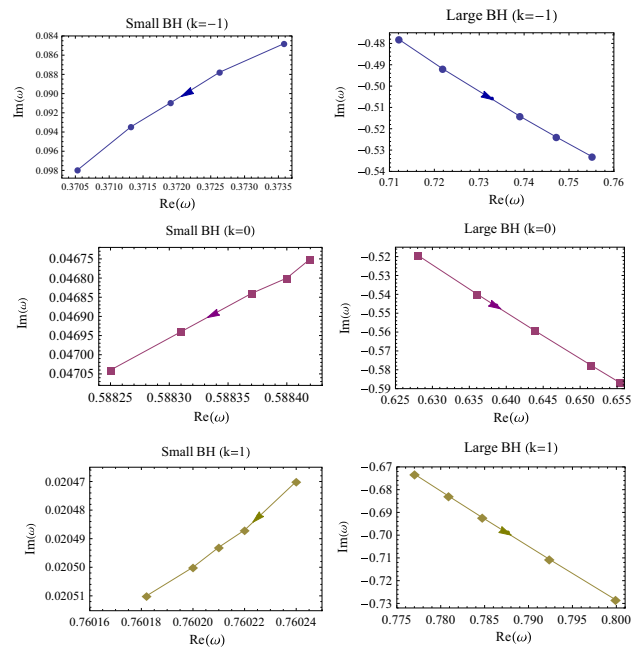 Small BH (k=−1)
0.084
0.086
0.088
0.090
0.092
0.094
0.096
0.098
Im(ω)
0.3705 0.3710 0.3715 0.3720 0.3725 0.3730 0.3735
Re(ω)
Large BH (k=−1)
−0.48
−0.49
−0.50
−0.51
−0.52
−0.53
−0.54
Im(ω)
0.71 0.72 0.73 0.74 0.75 0.76
Re(ω)
Small BH (k=0)
0.04675
0.04680
0.04685
0.04690
0.04695
0.04700
0.04705
Im(ω)
0.58825 0.58830 0.58835 0.58840
Re(ω)
Large BH (k=0)
−0.52
−0.53
−0.54
−0.55
−0.56
−0.57
−0.58
−0.59
Im(ω)
0.625 0.630 0.635 0.640 0.645 0.650 0.655
Re(ω)
Small BH (k=1)
0.02047
0.02048
0.02049
0.02050
0.02051
Im(ω)
0.76016 0.76018 0.76020 0.76022 0.76024
Re(ω)
Large BH (k=1)
−0.67
−0.68
−0.69
−0.70
−0.71
−0.72
−0.73
Im(ω)
0.775 0.780 0.785 0.790 0.795 0.800
Re(ω)